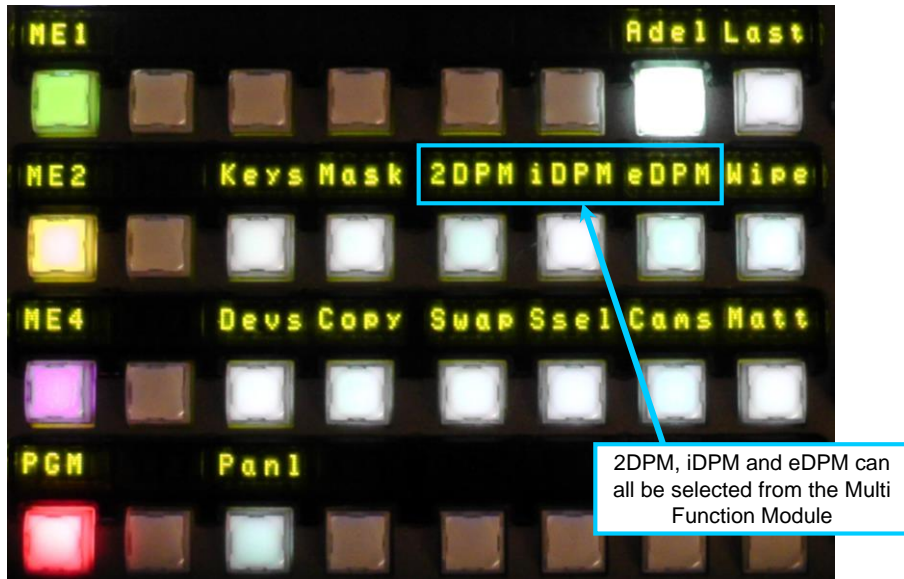 ME1 Adel Last
ME2 Keys Mask 2DPM iDPM eDPM Wipe
ME4 Devs Copy Swap Ssel Cams Matt
PGM Pan1
2DPM, iDPM and eDPM can
all be selected from the Multi
Function Module